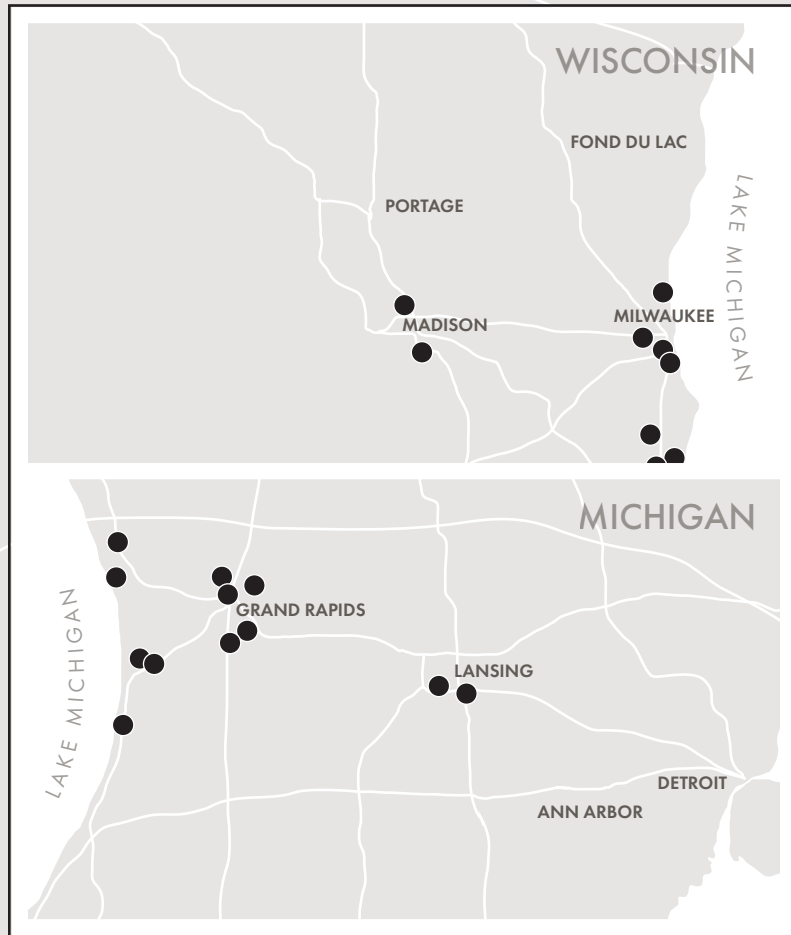 WISCONSIN
FOND DU LAC
LAKE MICHIGAN
PORTAGE
MILWAUKEE
MADISON
MICHIGAN
LAKE MICHIGAN
GRAND RAPIDS
LANSING
DETROIT
ANN ARBOR